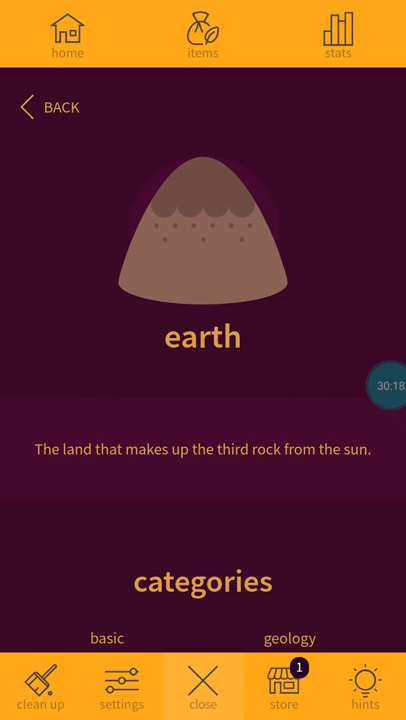 home items stats
BACK
earth
30:18
The land that makes up the third rock from the sun.
categories
basic geology
1
clean up settings close store hints